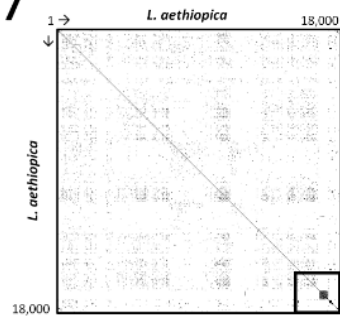 7
1 → L. aethiopica 18,000
↓
L. aethiopica
18,000